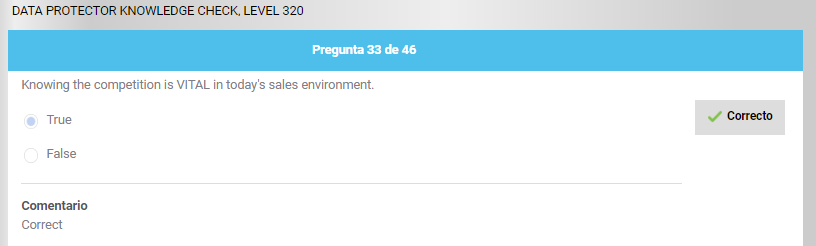 DATA PROTECTOR KNOWLEDGE CHECK, LEVEL 320
Pregunta 33 de 46
Knowing the competition is VITAL in today's sales environment.
True
Correcto
False
Comentario
Correct